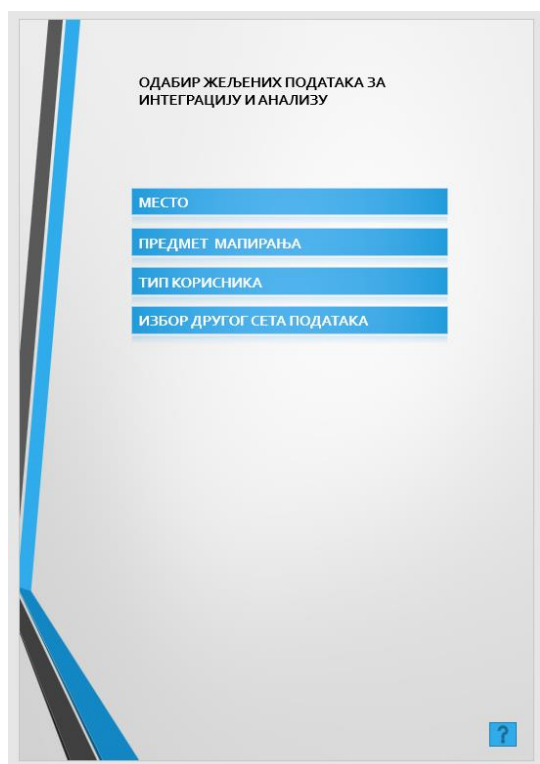 ОДАБИР ЖЕЉЕНИХ ПОДАТАКА ЗА
ИНТЕГРАЦИЈУ И АНАЛИЗУ
МЕСТО
ПРЕДМЕТ МАПИРАЊА
ТИП КОРИСНИКА
ИЗБОР ДРУГОГ СЕТА ПОДАТАКА
?